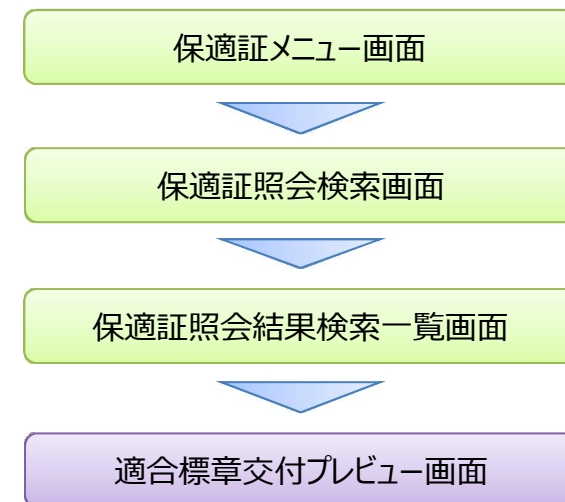 保適証メニュー画面
保適証照会検索画面
保適証照会結果検索一覧画面
適合標章交付プレビュー画面